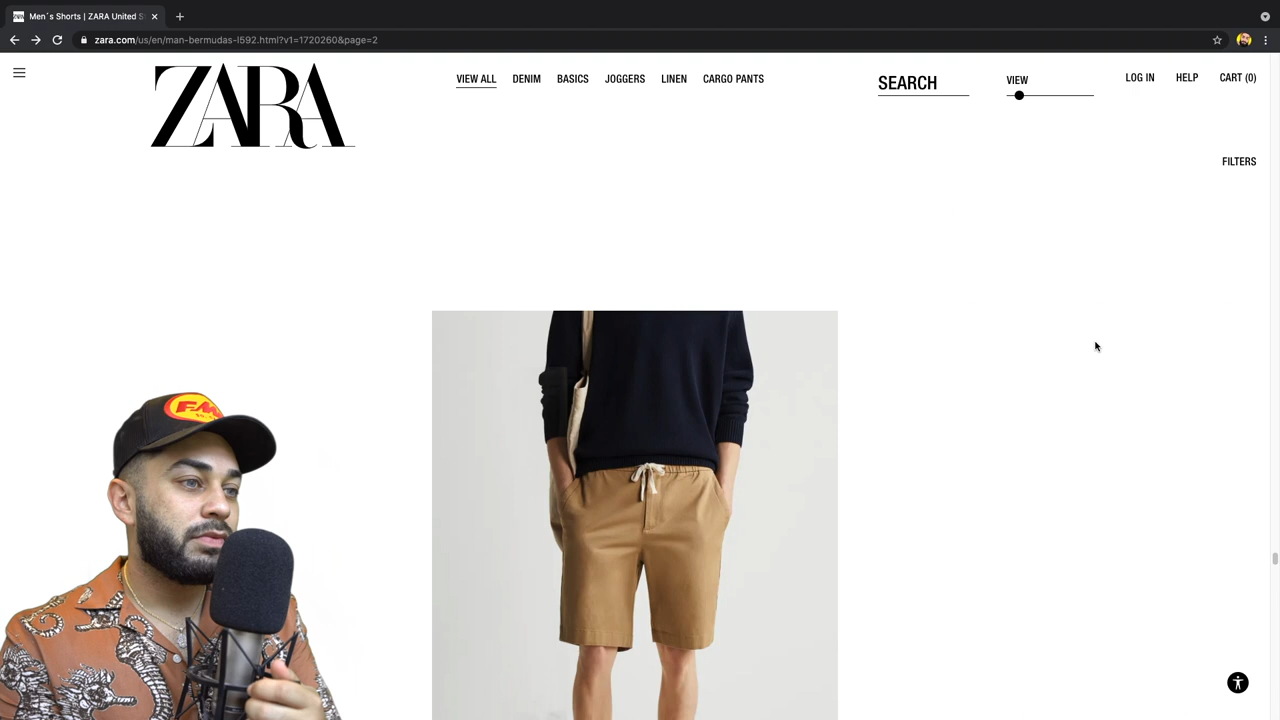 Men´s Shorts | ZARA United S
zara.com/us/en/man-bermudas-l592.html?v1=1720260&page=2
ZARA
VIEW ALL DENIM BASICS JOGGERS LINEN CARGO PANTS
SEARCH
VIEW
LOG IN HELP CART (0)
FILTERS